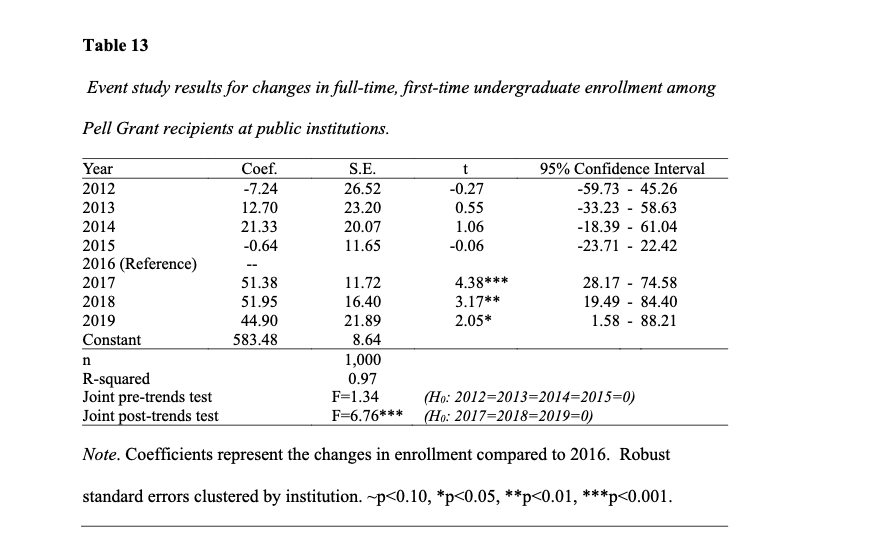 Table 13
Event study results for changes in full-time, first-time undergraduate enrollment among
Pell Grant recipients at public institutions.
Year Coef. S.E. t 95% Confidence Interval
2012 -7.24 26.52 -0.27 -59.73 - 45.26
2013 12.70 23.20 0.55 -33.23 - 58.63
2014 21.33 20.07 1.06 -18.39 - 61.04
2015 -0.64 11.65 -0.06 -23.71 - 22.42
2016 (Reference) --
2017 51.38 11.72 4.38*** 28.17 - 74.58
2018 51.95 16.40 3.17** 19.49 - 84.40
2019 44.90 21.89 2.05* 1.58 - 88.21
Constant 583.48 8.64
n 1,000
R-squared 0.97
Joint pre-trends test F=1.34 (H₀: 2012=2013=2014=2015=0)
Joint post-trends test F=6.76*** (H₀: 2017=2018=2019=0)
Note. Coefficients represent the changes in enrollment compared to 2016. Robust
standard errors clustered by institution. ~p<0.10, *p<0.05, **p<0.01, ***p<0.001.